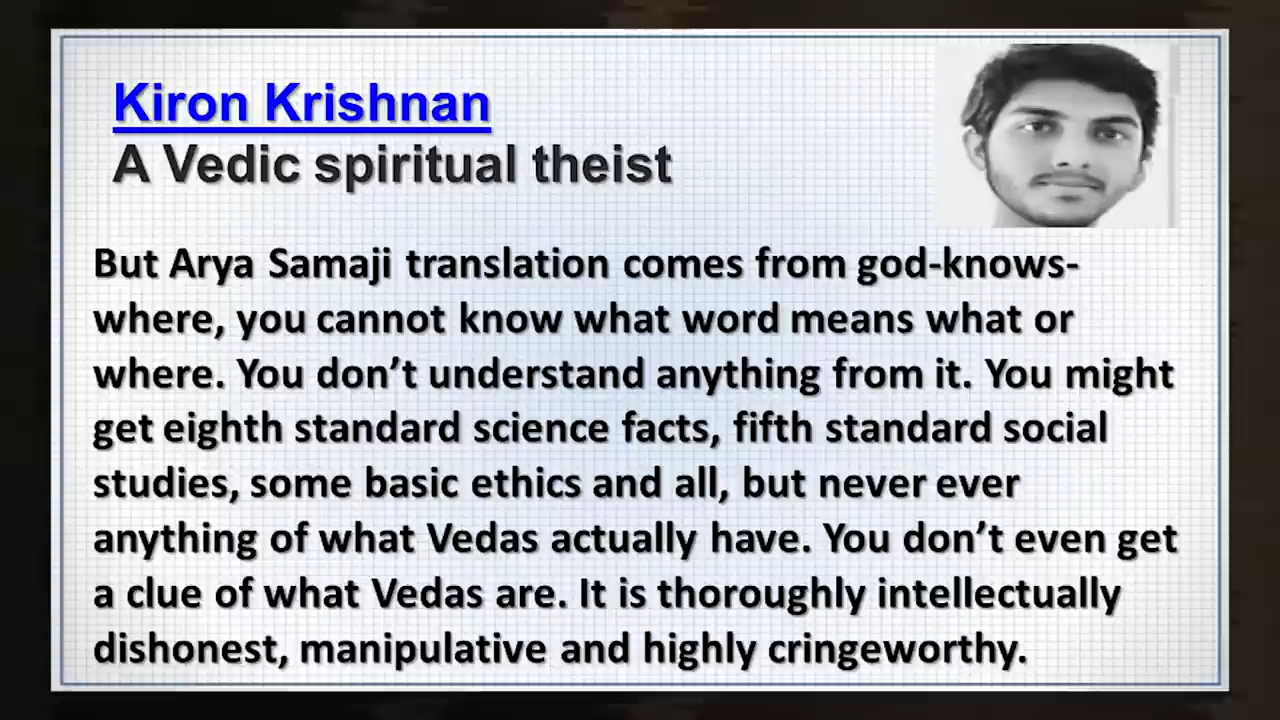 Kiron Krishnan
A Vedic spiritual theist
But Arya Samaji translation comes from god-knows-
where, you cannot know what word means what or
where. You don’t understand anything from it. You might
get eighth standard science facts, fifth standard social
studies, some basic ethics and all, but never ever
anything of what Vedas actually have. You don’t even get
a clue of what Vedas are. It is thoroughly intellectually
dishonest, manipulative and highly cringeworthy.